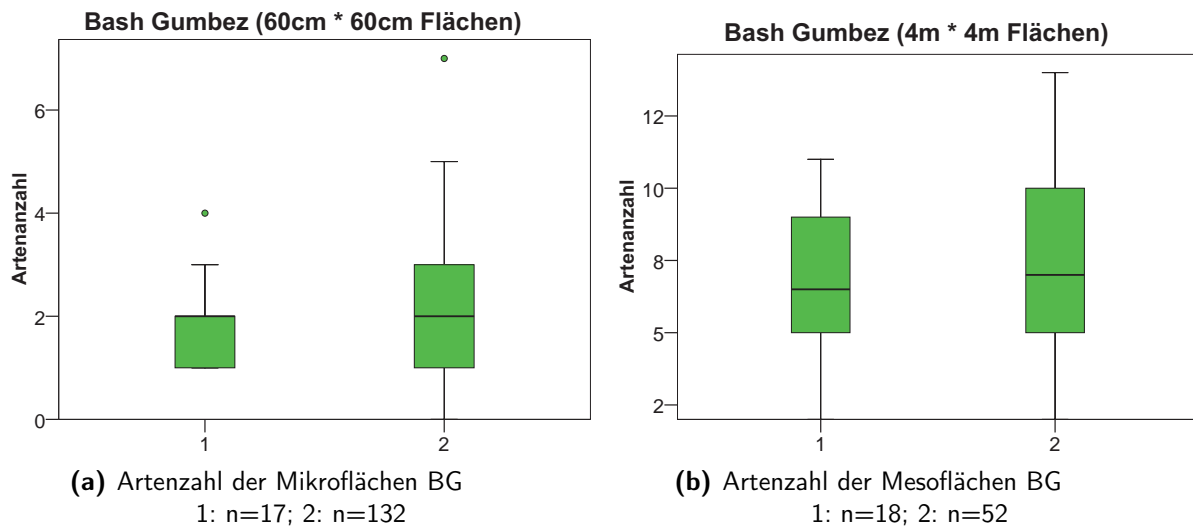 Bash Gumbez (60cm * 60cm Flächen)
Artenanzahl
6
4
2
0
1 2
(a) Artenzahl der Mikroflächen BG
1: n=17; 2: n=132
Bash Gumbez (4m * 4m Flächen)
Artenanzahl
12
10
8
5
2
1 2
(b) Artenzahl der Mesoflächen BG
1: n=18; 2: n=52